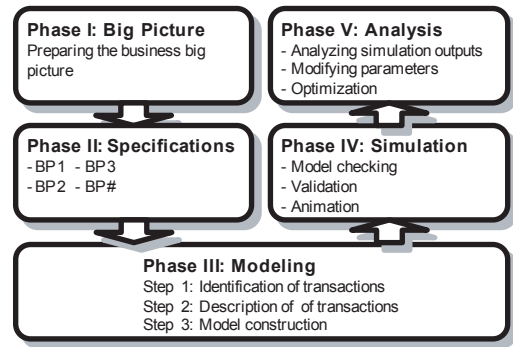 Phase I: Big Picture
Preparing the business big
picture
Phase II: Specifications
- BP1 - BP3
- BP2 - BP#
Phase III: Modeling
Step 1: Identification of transactions
Step 2: Description of of transactions
Step 3: Model construction
Phase IV: Simulation
- Model checking
- Validation
- Animation
Phase V: Analysis
- Analyzing simulation outputs
- Modifying parameters
- Optimization